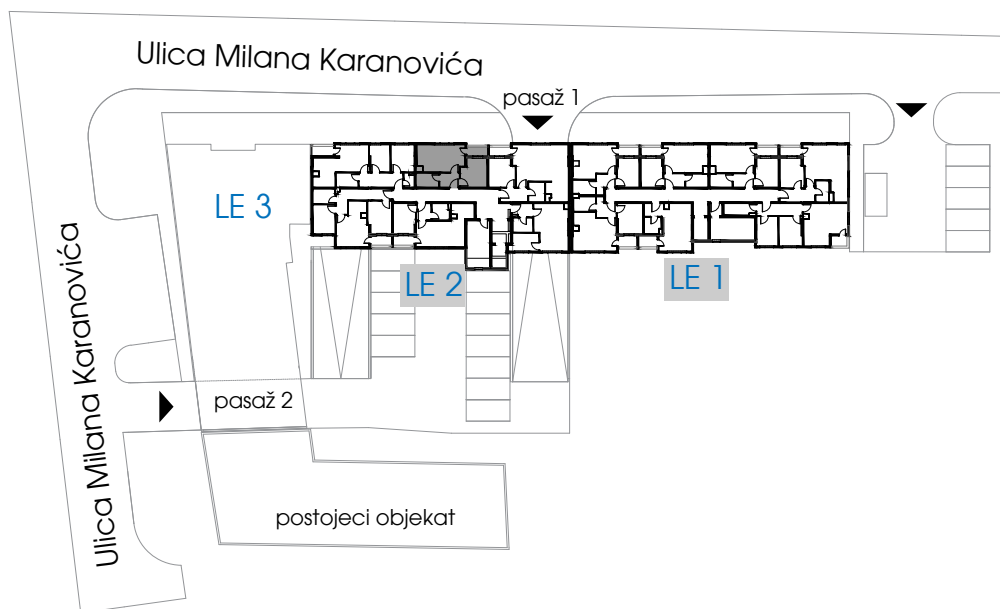 Ulica Milana Karanovića
pasaž 1
LE 3
LE 2
LE 1
Ulica Milana Karanovića
pasaž 2
postojeci objekat